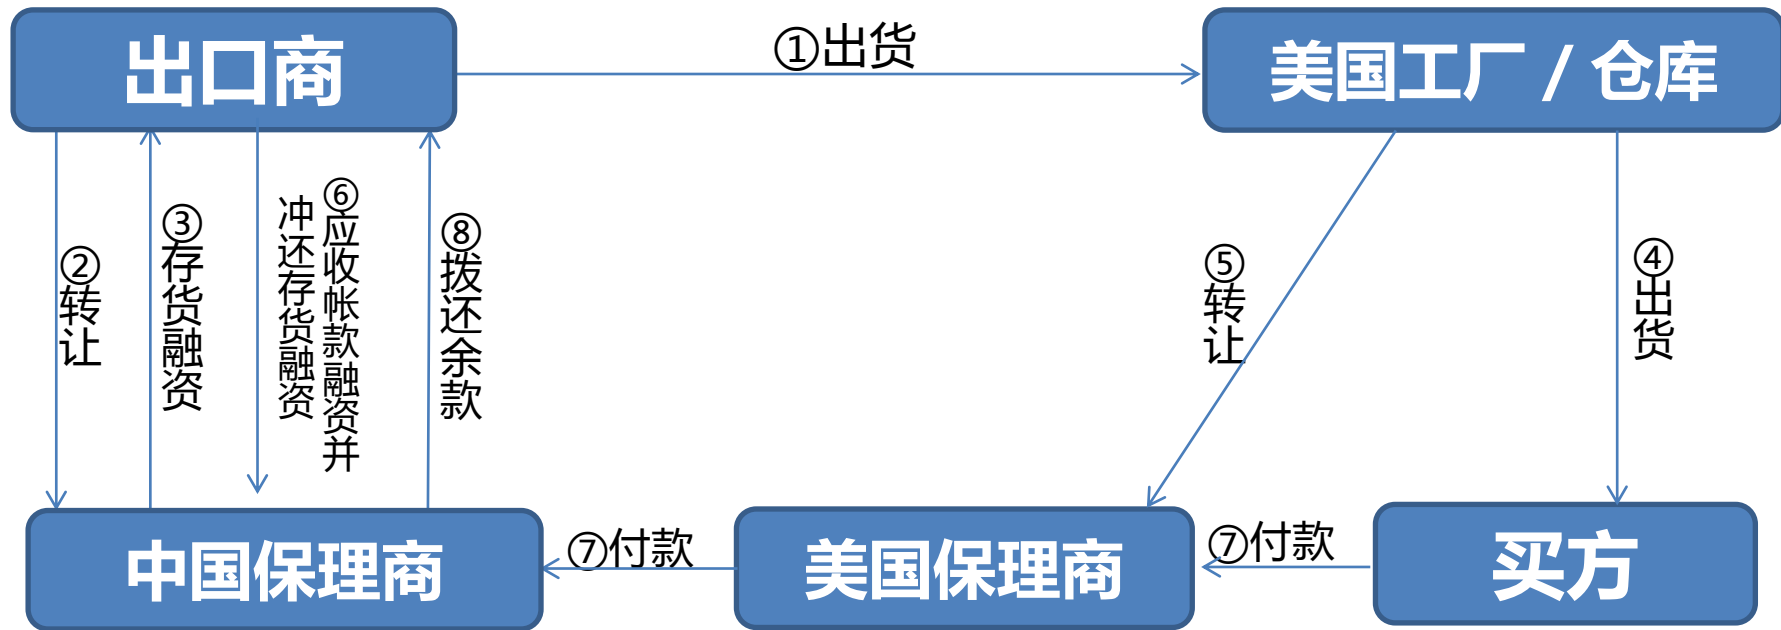 出口商
①出货
美国工厂 / 仓库
②转让
③存货融资
⑥应收帐款融资并
冲还存货融资
⑧拨还余款
⑤转让
④出货
中国保理商
⑦付款
美国保理商
⑦付款
买方